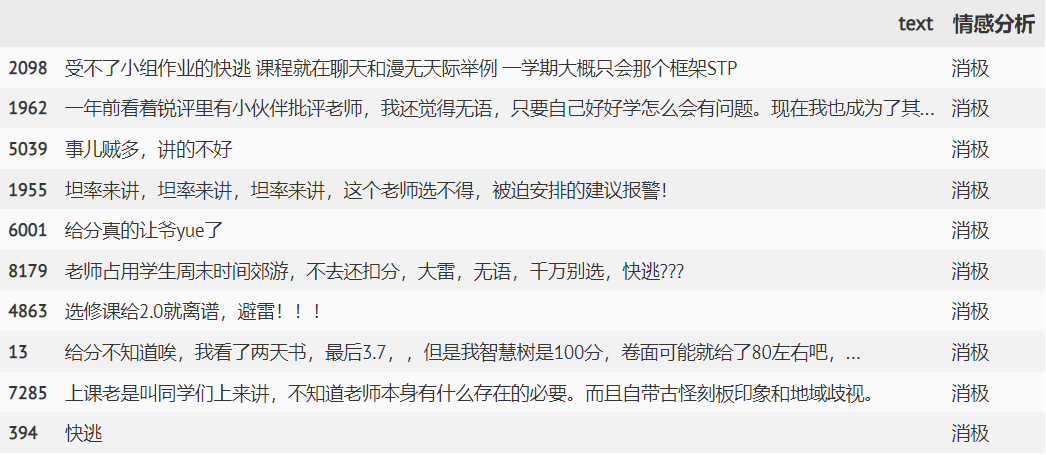 text 情感分析
2098 受不了小组作业的快逃 课程就在聊天和漫无天际举例 一学期大概只会那个框架STP 消极
1962 一年前看着锐评里有小伙伴批评老师，我还觉得无语，只要自己好好学怎么会有问题。现在我也成为了其... 消极
5039 事儿贼多，讲的不好 消极
1955 坦率来讲，坦率来讲，坦率来讲，这个老师选不得，被迫安排的建议报警！ 消极
6001 给分真的让爷yue了 消极
8179 老师占用学生周末时间郊游，不去还扣分，大雷，无语，千万别选，快逃??? 消极
4863 选修课给2.0就离谱，避雷！！！ 消极
13 给分不知道唉，我看了两天书，最后3.7，，但是我智慧树是100分，卷面可能就给了80左右吧，... 消极
7285 上课老是叫同学们上来讲，不知道老师本身有什么存在的必要。而且自带古怪刻板印象和地域歧视。 消极
394 快逃 消极